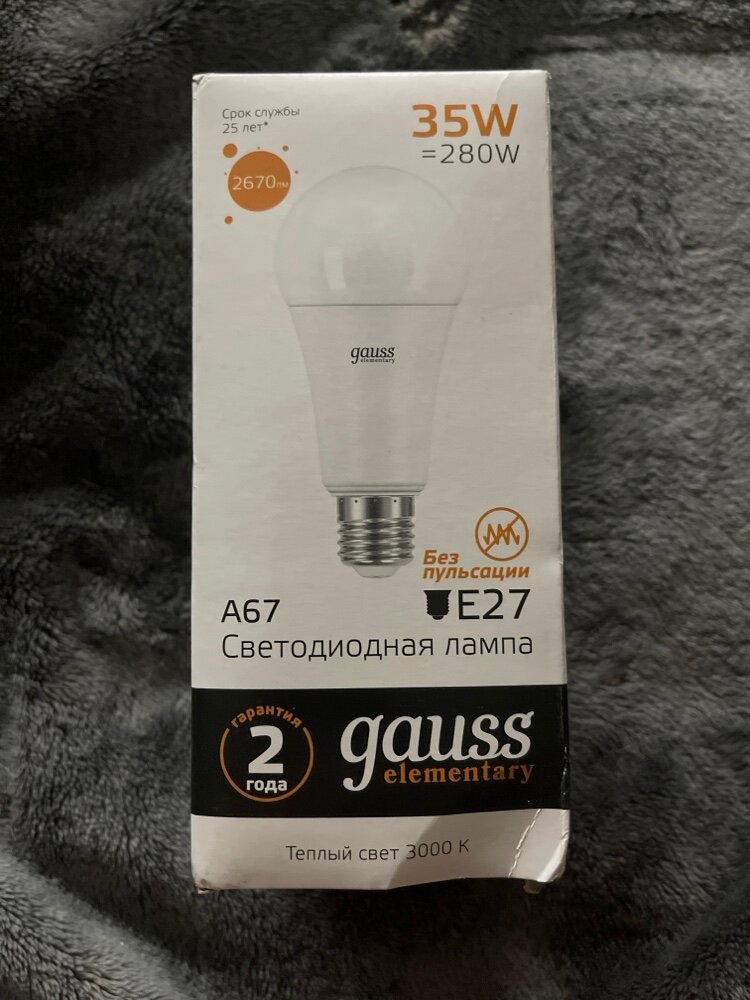 Срок службы
25 лет*
2670лм
35W
=280W
gauss
elementary
Без
пульсации
A67
E27
Светодиодная лампа
гарантия
2
года
gauss
elementary
Теплый свет 3000 К